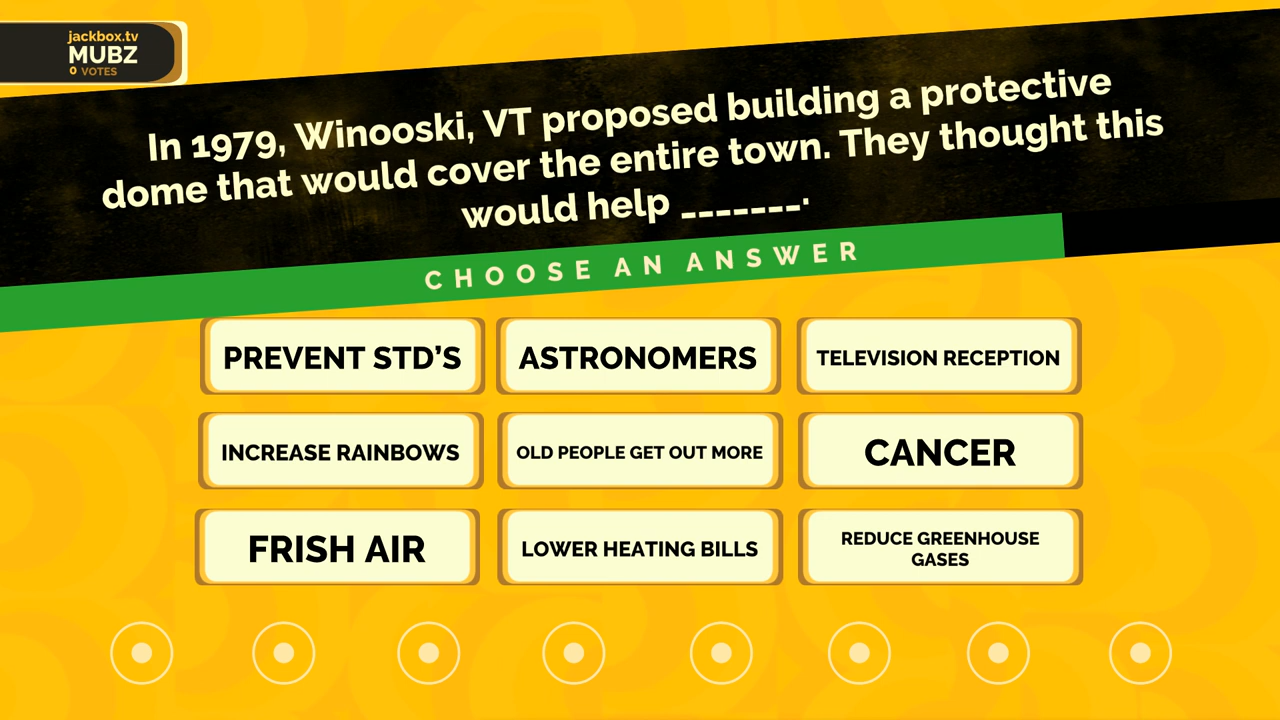 jackbox.tv
MUBZ
0 VOTES
In 1979, Winooski, VT proposed building a protective
dome that would cover the entire town. They thought this
would help _______.
CHOOSE AN ANSWER
PREVENT STD'S
ASTRONOMERS
TELEVISION RECEPTION
INCREASE RAINBOWS
OLD PEOPLE GET OUT MORE
CANCER
FRISH AIR
LOWER HEATING BILLS
REDUCE GREENHOUSE
GASES